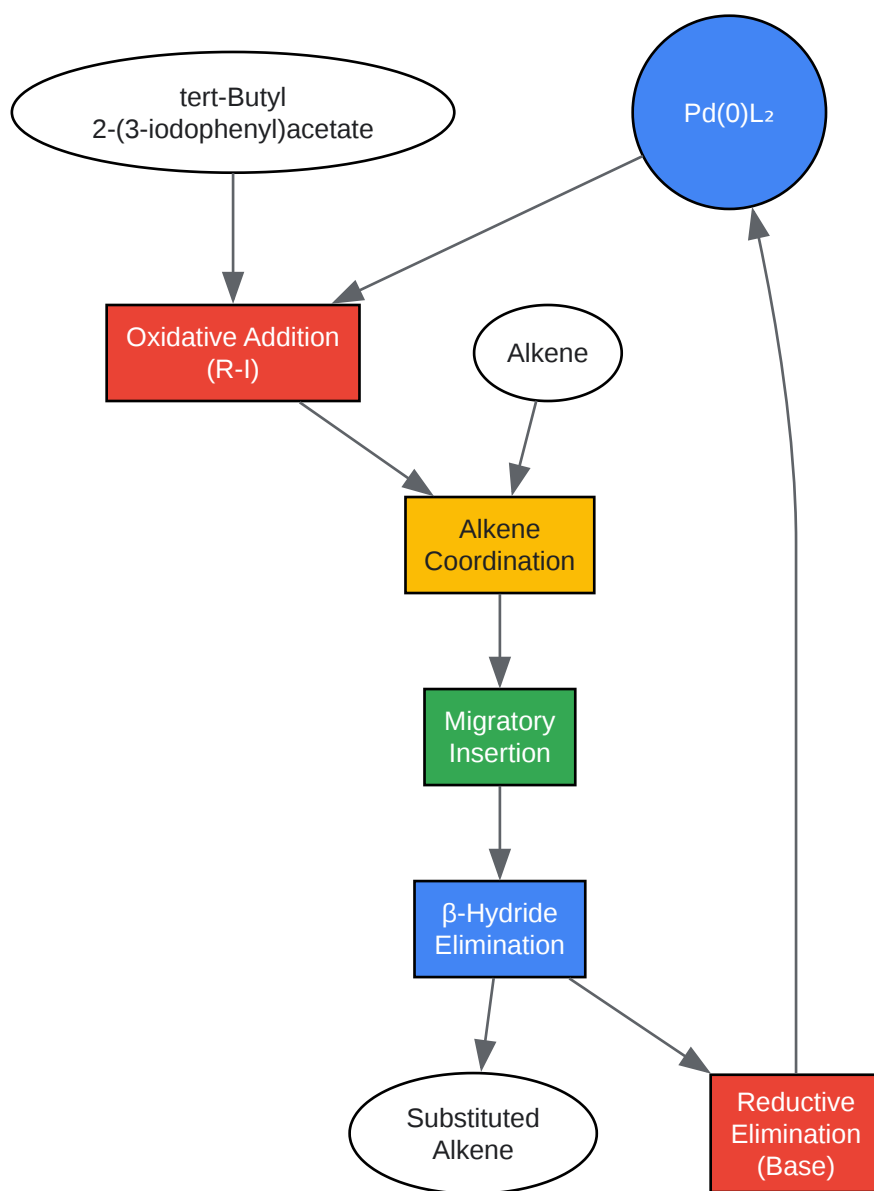 tert-Butyl
2-(3-iodophenyl)acetate
Pd(0)L₂
Oxidative Addition
(R-I)
Alkene
Alkene
Coordination
Migratory
Insertion
β-Hydride
Elimination
Substituted
Alkene
Reductive
Elimination
(Base)